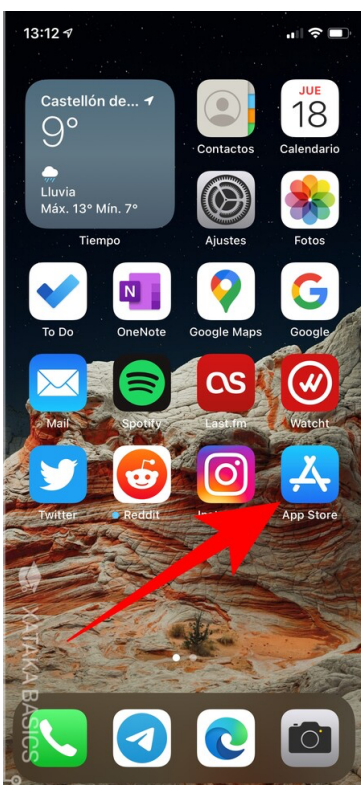 13:12
Castellón de...
9°
Lluvia
Máx. 13° Mín. 7°
Tiempo
Contactos
JUE
18
Calendario
Ajustes
Fotos
N
To Do
OneNote
Google Maps
Google
Mail
Spotify
Last.fm
Watcht
Twitter
Reddit
App Store
XATAKA BASICS